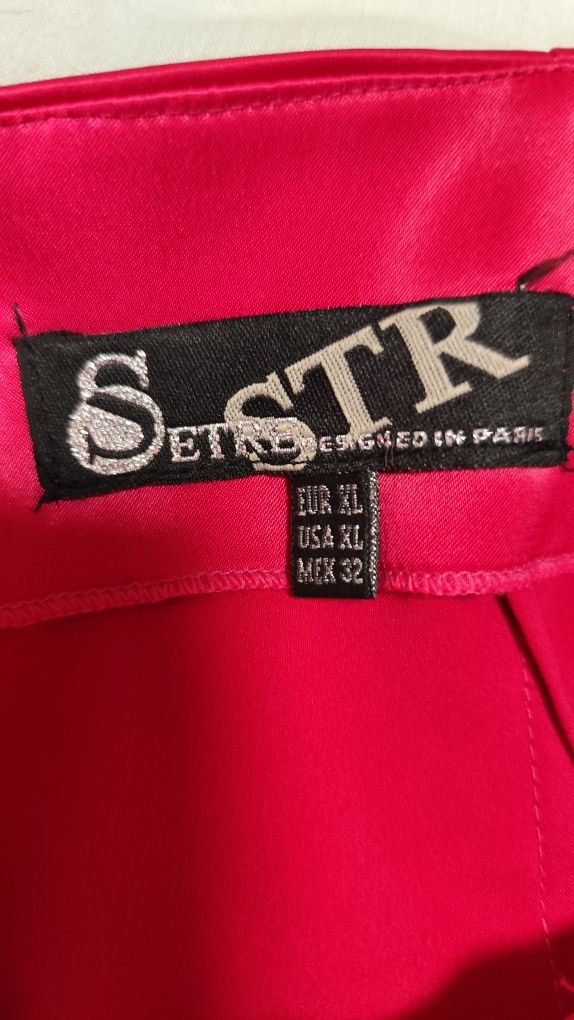 STR
SETRE DESIGNED IN PARIS
EUR XL
USA XL
MEX 32